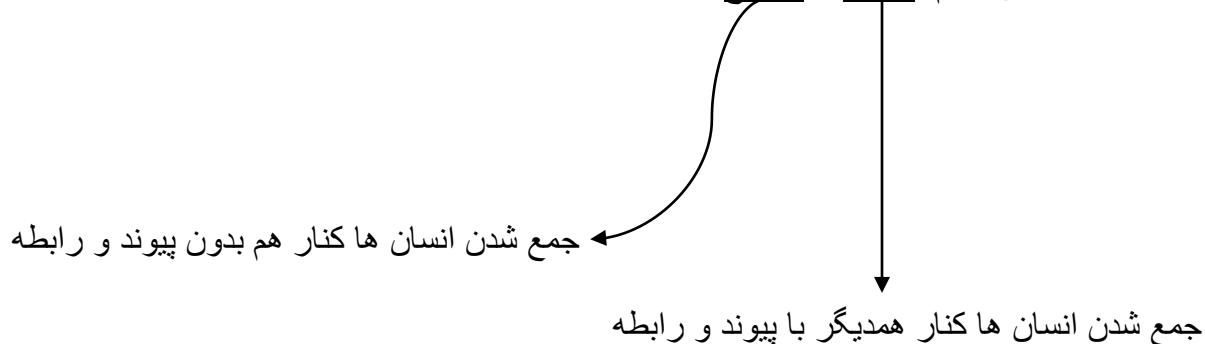 جمع شدن انسان ها کنار هم بدون پیوند و رابطه
جمع شدن انسان ها کنار همدیگر با پیوند و رابطه